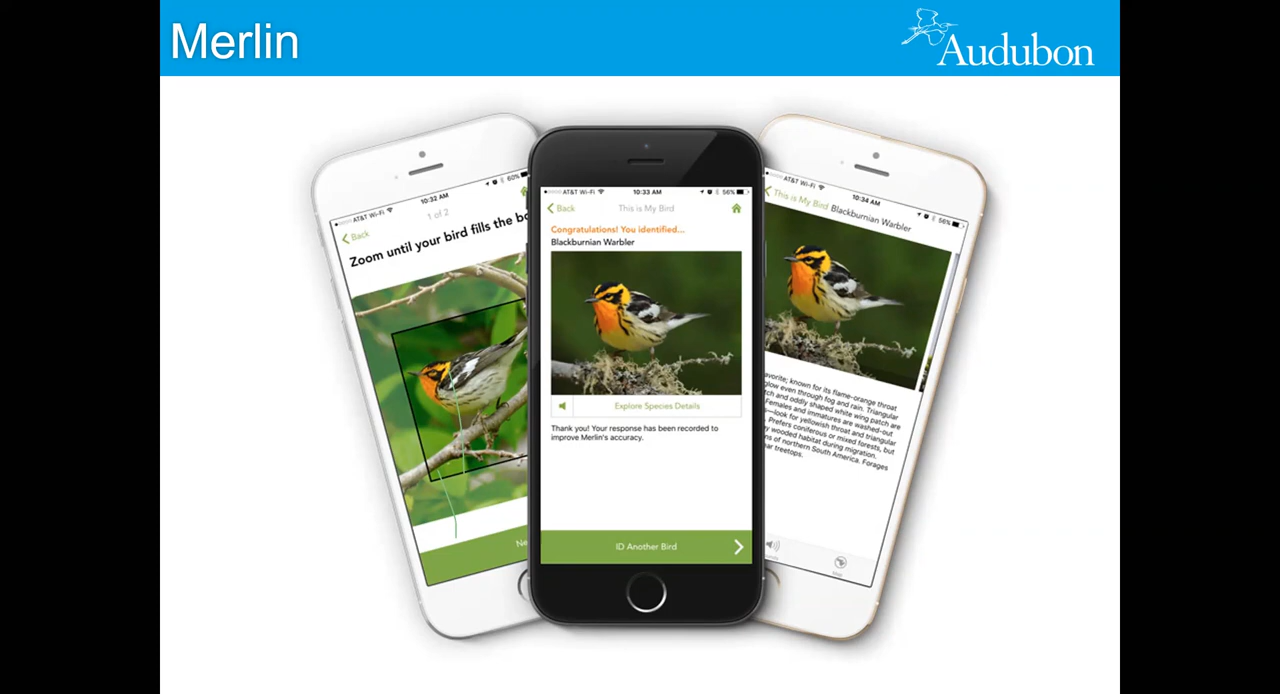 Merlin
Audubon
AT&T Wi-Fi 10:32 AM 60%
Back 1 of 2
Zoom until your bird fills the
AT&T Wi-Fi 10:33 AM 56%
Back This is My Bird
Congratulations! You identified...
Blackburnian Warbler
Explore Species Details
Thank you! Your response has been recorded to
improve Merlin's accuracy.
ID Another Bird
AT&T Wi-Fi 10:34 AM 56%
This is My Bird Blackburnian Warbler
known for its flame-orange throat
glow even through fog and rain. Triangular
and oddly shaped white wing patch are
Females and immatures are washed-out
look for yellowish throat and triangular
Prefers coniferous or mixed forests, but
wooded habitat during migration.
of northern South America. Forages
treetops.